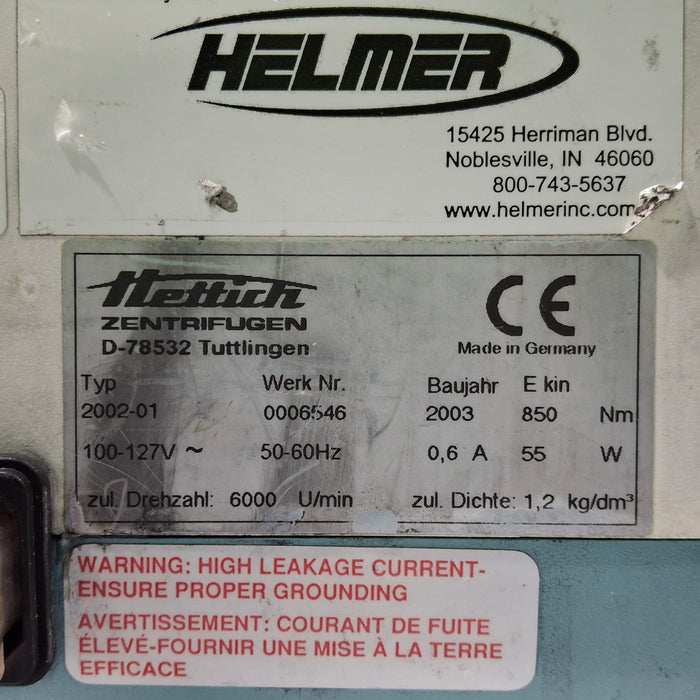 HELMER
15425 Herriman Blvd.
Noblesville, IN 46060
800-743-5637
www.helmerinc.com
Hettich
ZENTRIFUGEN
D-78532 Tuttlingen
CE
Made in Germany
Typ Werk Nr. Baujahr E kin
2002-01 0006546 2003 850 Nm
100-127V ~ 50-60Hz 0,6 A 55 W
zul. Drehzahl: 6000 U/min zul. Dichte: 1,2 kg/dm³
WARNING: HIGH LEAKAGE CURRENT-
ENSURE PROPER GROUNDING
AVERTISSEMENT: COURANT DE FUITE
ÉLEVÉ-FOURNIR UNE MISE À LA TERRE
EFFICACE